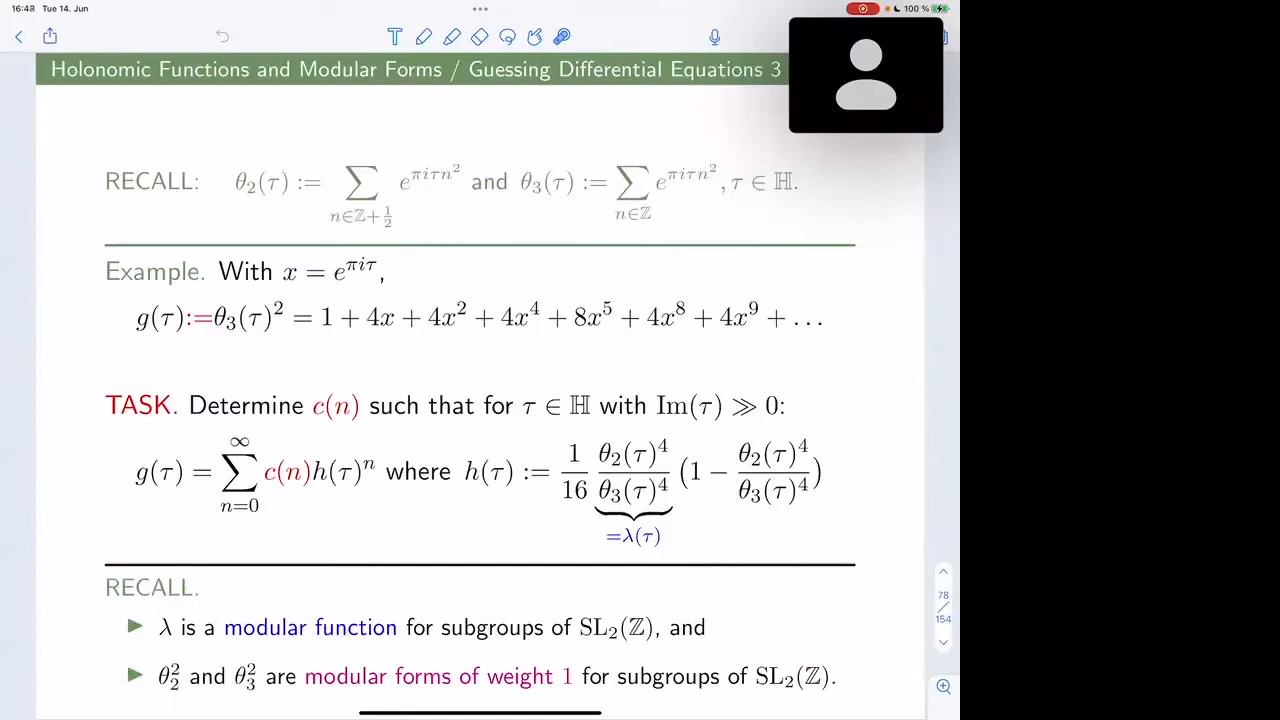 16:48 Tue 14. Jun 100 %
Holonomic Functions and Modular Forms / Guessing Differential Equations 3
RECALL: θ₂(τ) := ∑_{n∈ℤ+1/2} e^{πiτn²} and θ₃(τ) := ∑_{n∈ℤ} e^{πiτn²}, τ ∈ ℍ.
Example. With x = e^{πiτ},
g(τ):=θ₃(τ)² = 1 + 4x + 4x² + 4x⁴ + 8x⁵ + 4x⁸ + 4x⁹ + …
TASK. Determine c(n) such that for τ ∈ ℍ with Im(τ) ≫ 0:
g(τ) = ∑_{n=0}^{∞} c(n)h(τ)ⁿ where h(τ) := 1/16 θ₂(τ)⁴/θ₃(τ)⁴ (1 − θ₂(τ)⁴/θ₃(τ)⁴)
=λ(τ)
RECALL.
▶ λ is a modular function for subgroups of SL₂(ℤ), and
▶ θ₂² and θ₃² are modular forms of weight 1 for subgroups of SL₂(ℤ).
78
/
154